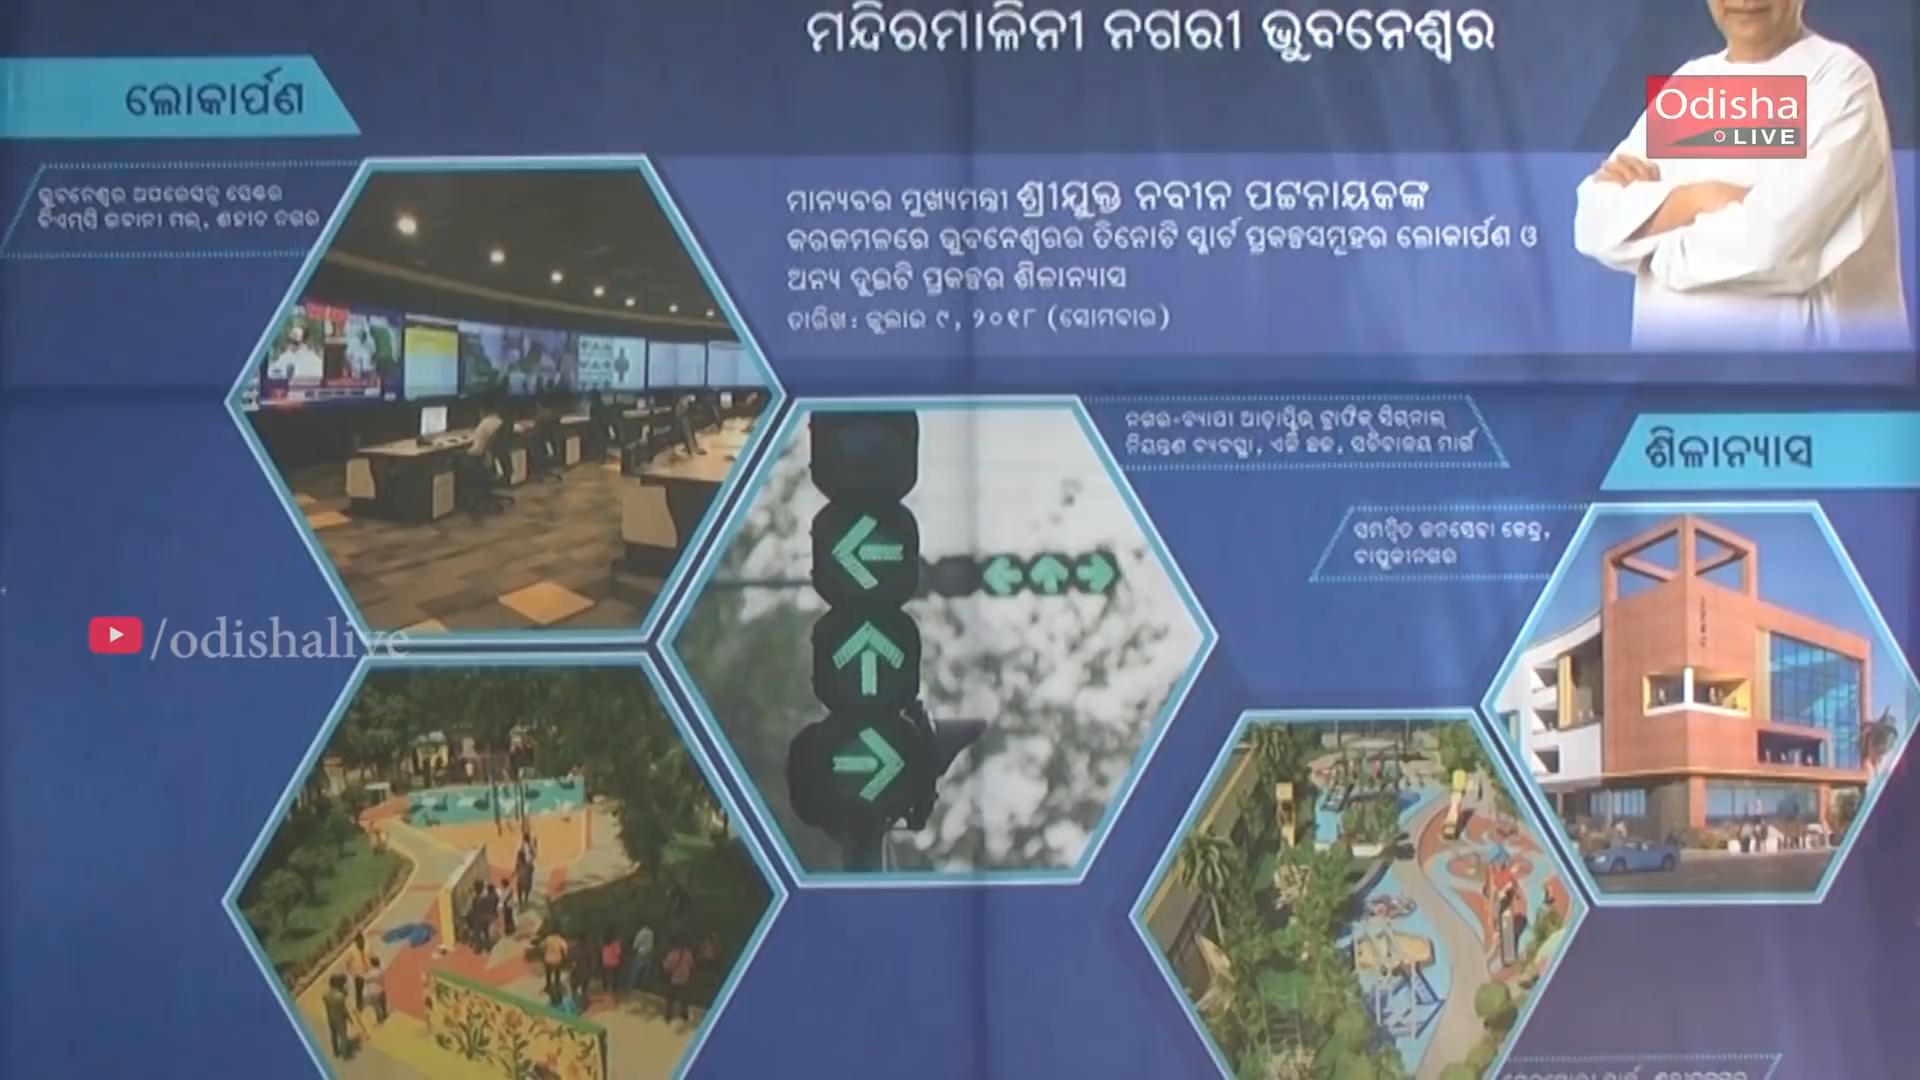 ମନ୍ଦିରମାଳିନୀ ନଗରୀ ଭୁବନେଶ୍ୱର
Odisha
LIVE
ଲୋକାର୍ପଣ
ଭୁବନେଶ୍ୱର ଅପରେସନ୍ସ ସେଣ୍ଟର
ବିଏମ୍‌ସି ଭବାନୀ ମଲ୍, ଶହୀଦ ନଗର
ମାନ୍ୟବର ମୁଖ୍ୟମନ୍ତ୍ରୀ ଶ୍ରୀଯୁକ୍ତ ନବୀନ ପଟ୍ଟନାୟକଙ୍କ
କରକମଳରେ ଭୁବନେଶ୍ୱରର ତିନୋଟି ସ୍ମାର୍ଟ ପ୍ରକଳ୍ପସମୂହର ଲୋକାର୍ପଣ ଓ
ଅନ୍ୟ ଦୁଇଟି ପ୍ରକଳ୍ପର ଶିଳାନ୍ୟାସ
ତାରିଖ: ଜୁଲାଇ ୯, ୨୦୧୮ (ସୋମବାର)
ନଗର-ବ୍ୟାପୀ ଆଡ଼ାପ୍ଟିଭ୍ ଟ୍ରାଫିକ୍ ସିଗ୍ନାଲ୍
ନିୟନ୍ତ୍ରଣ ବ୍ୟବସ୍ଥା, ଏଜି ଛକ, ସଚିବାଳୟ ମାର୍ଗ
ଶିଳାନ୍ୟାସ
ସମନ୍ୱିତ ଜନସେବା କେନ୍ଦ୍ର,
ବାପୁଜୀନଗର
/odishalive